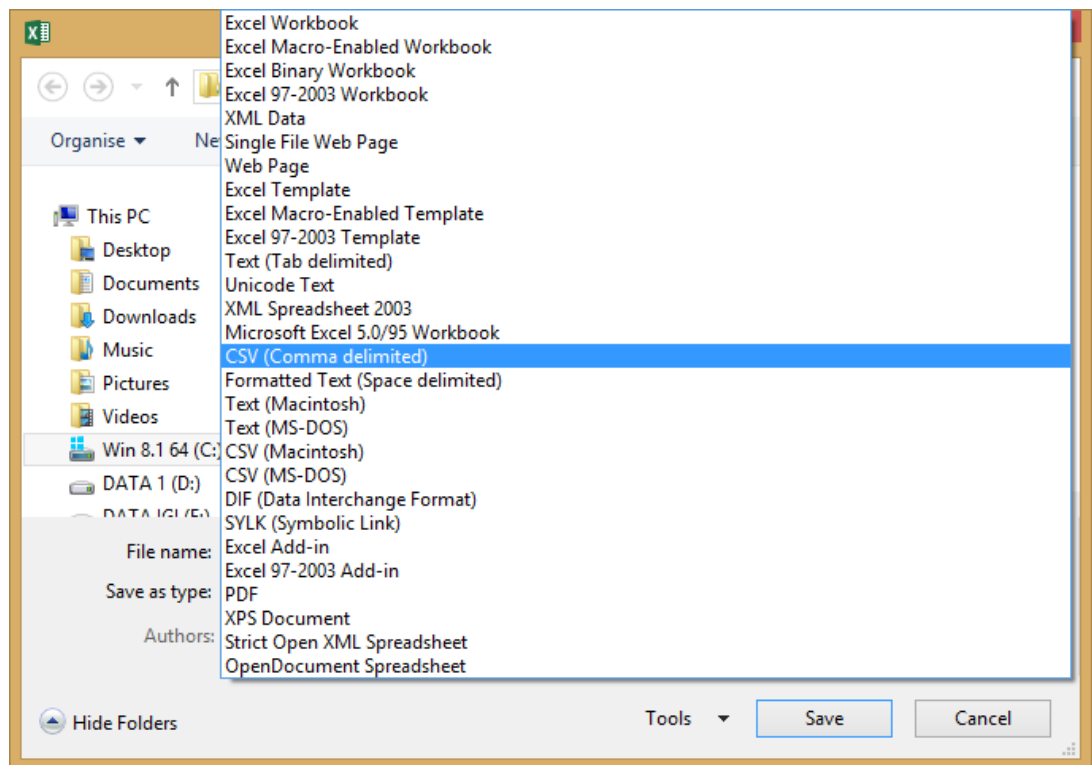 Excel Workbook
Excel Macro-Enabled Workbook
Excel Binary Workbook
Excel 97-2003 Workbook
XML Data
Single File Web Page
Web Page
Excel Template
Excel Macro-Enabled Template
Excel 97-2003 Template
Text (Tab delimited)
Unicode Text
XML Spreadsheet 2003
Microsoft Excel 5.0/95 Workbook
CSV (Comma delimited)
Formatted Text (Space delimited)
Text (Macintosh)
Text (MS-DOS)
CSV (Macintosh)
CSV (MS-DOS)
DIF (Data Interchange Format)
SYLK (Symbolic Link)
Excel Add-in
Excel 97-2003 Add-in
PDF
XPS Document
Strict Open XML Spreadsheet
OpenDocument Spreadsheet
Organise
Ne
This PC
Desktop
Documents
Downloads
Music
Pictures
Videos
Win 8.1 64 (C:)
DATA 1 (D:)
File name:
Save as type:
Authors:
Hide Folders
Tools
Save
Cancel